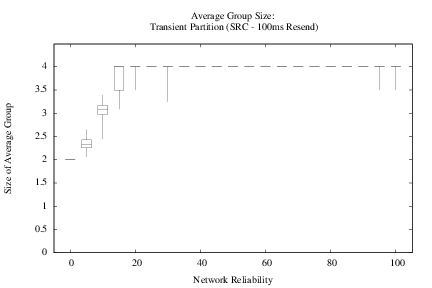 Average Group Size:
Transient Partition (SRC - 100ms Resend)
4
3.5
3
2.5
2
1.5
1
0.5
0
Size of Average Group
0 20 40 60 80 100
Network Reliability